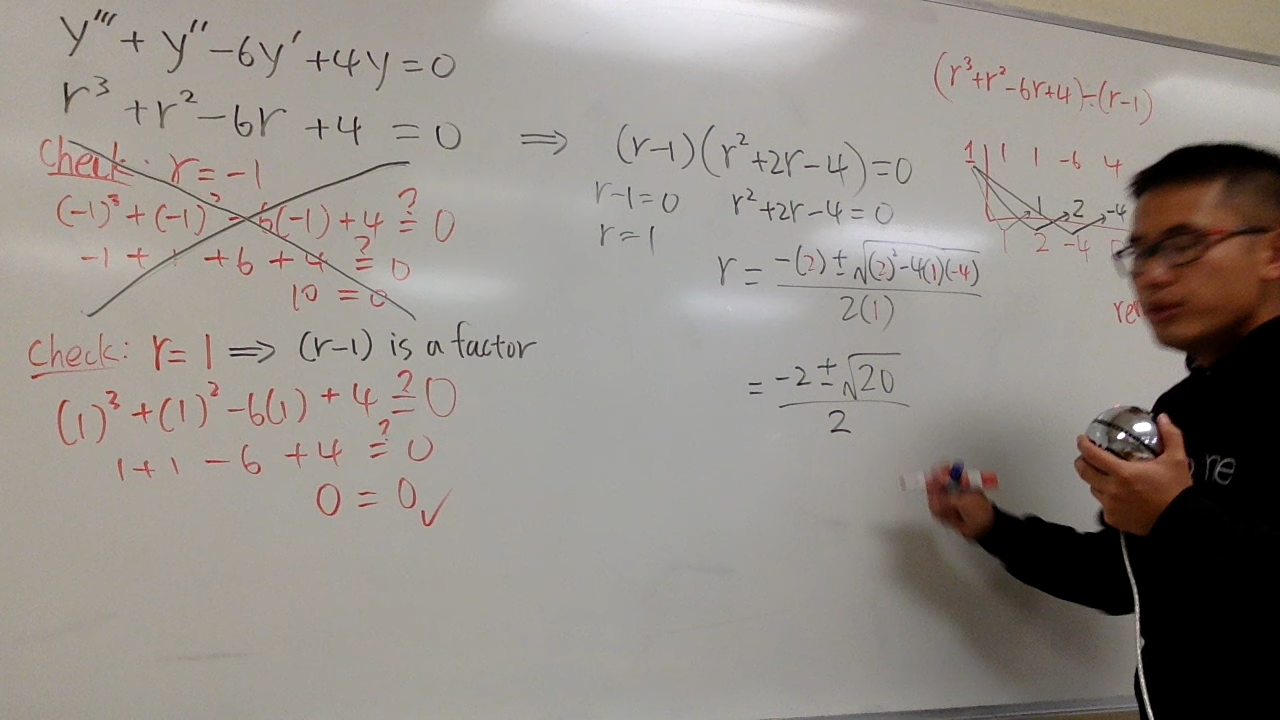 y''' + y'' - 6y' + 4y = 0
r³ + r² - 6r + 4 = 0
Check: r = -1
(-1)³ + (-1)² - 6(-1) + 4 ?= 0
-1 + 1 + 6 + 4 ?= 0
10 = 0
Check: r = 1 ⇒ (r-1) is a factor
(1)³ + (1)² - 6(1) + 4 ?= 0
1 + 1 - 6 + 4 ?= 0
0 = 0 ✓
⇒ (r-1)(r² + 2r - 4) = 0
r-1 = 0 r² + 2r - 4 = 0
r = 1
r = (-(2) ± √((2)² - 4(1)(-4))) / 2(1)
= (-2 ± √20) / 2
(r³ + r² - 6r + 4) ÷ (r-1)
1 | 1 1 -6 4
1 2 -4
1 2 -4